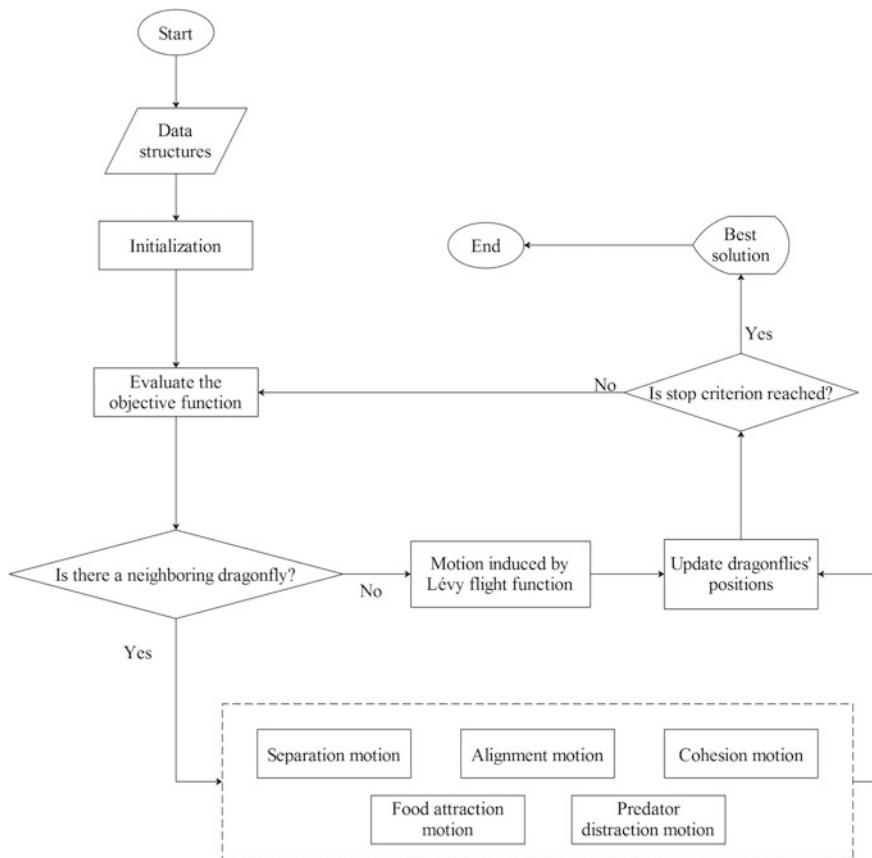 Start
Data
structures
Initialization
Best
solution
End
Yes
Evaluate the
objective function
No
Is stop criterion reached?
Is there a neighboring dragonfly?
No
Motion induced by
Lévy flight function
Update dragonflies'
positions
Yes
Separation motion
Alignment motion
Cohesion motion
Food attraction
motion
Predator
distraction motion